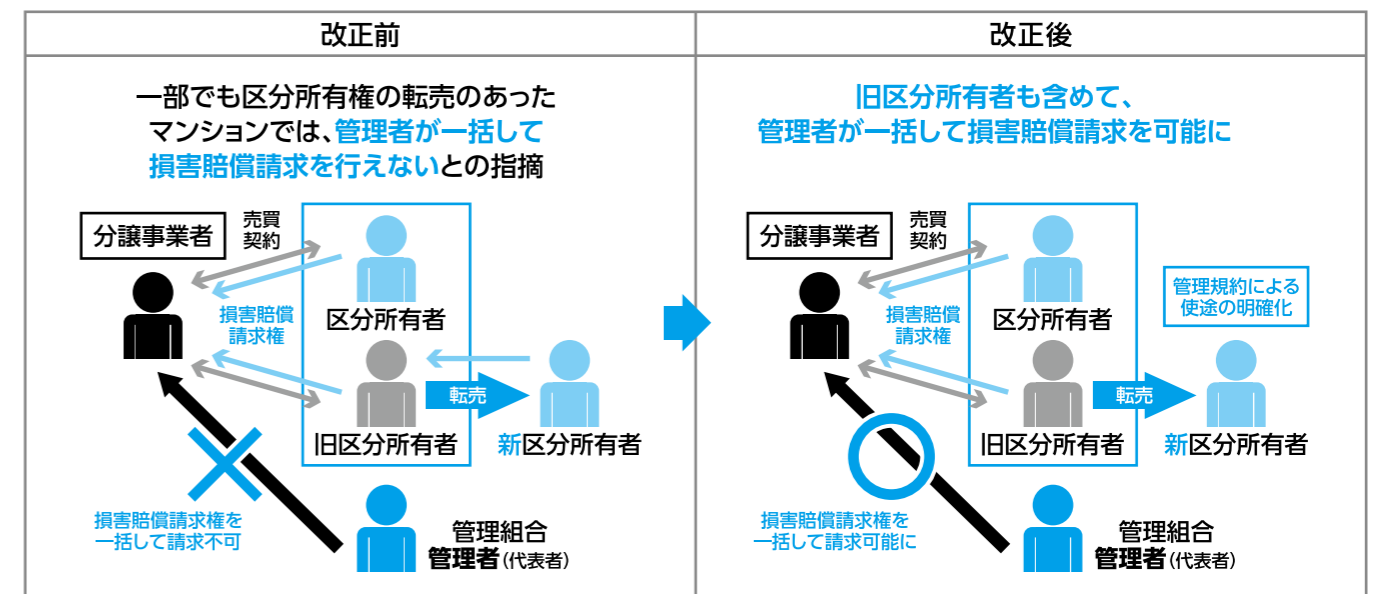 改正前
一部でも区分所有権の転売のあった
マンションでは、管理者が一括して
損害賠償請求を行えないとの指摘
分譲事業者
売買
契約
損害賠償
請求権
区分所有者
転売
旧区分所有者
新区分所有者
損害賠償請求権を
一括して請求不可
管理組合
管理者(代表者)
改正後
旧区分所有者も含めて、
管理者が一括して損害賠償請求を可能に
分譲事業者
売買
契約
管理規約による
使途の明確化
損害賠償
請求権
区分所有者
転売
旧区分所有者
新区分所有者
損害賠償請求権を
一括して請求可能に
管理組合
管理者(代表者)